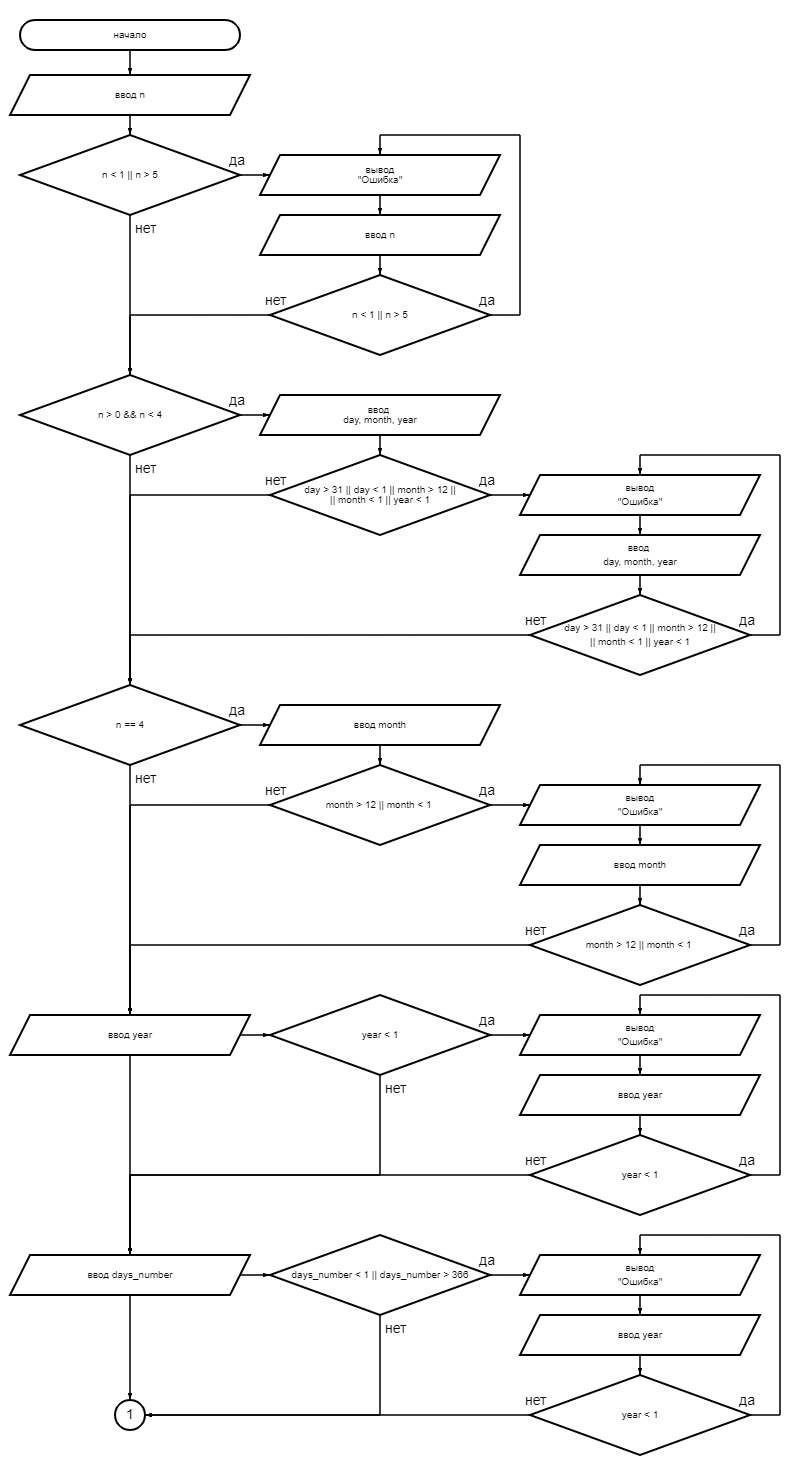 начало
ввод n
n < 1 || n > 5
да
нет
вывод
"Ошибка"
ввод n
n < 1 || n > 5
нет
да
n > 0 && n < 4
да
нет
ввод
day, month, year
day > 31 || day < 1 || month > 12 ||
|| month < 1 || year < 1
нет
да
вывод
"Ошибка"
ввод
day, month, year
day > 31 || day < 1 || month > 12 ||
|| month < 1 || year < 1
нет
да
n == 4
да
нет
ввод month
month > 12 || month < 1
нет
да
вывод
"Ошибка"
ввод month
month > 12 || month < 1
нет
да
ввод year
year < 1
да
нет
вывод
"Ошибка"
ввод year
year < 1
нет
да
ввод days_number
days_number < 1 || days_number > 366
да
нет
вывод
"Ошибка"
ввод year
year < 1
нет
да
1